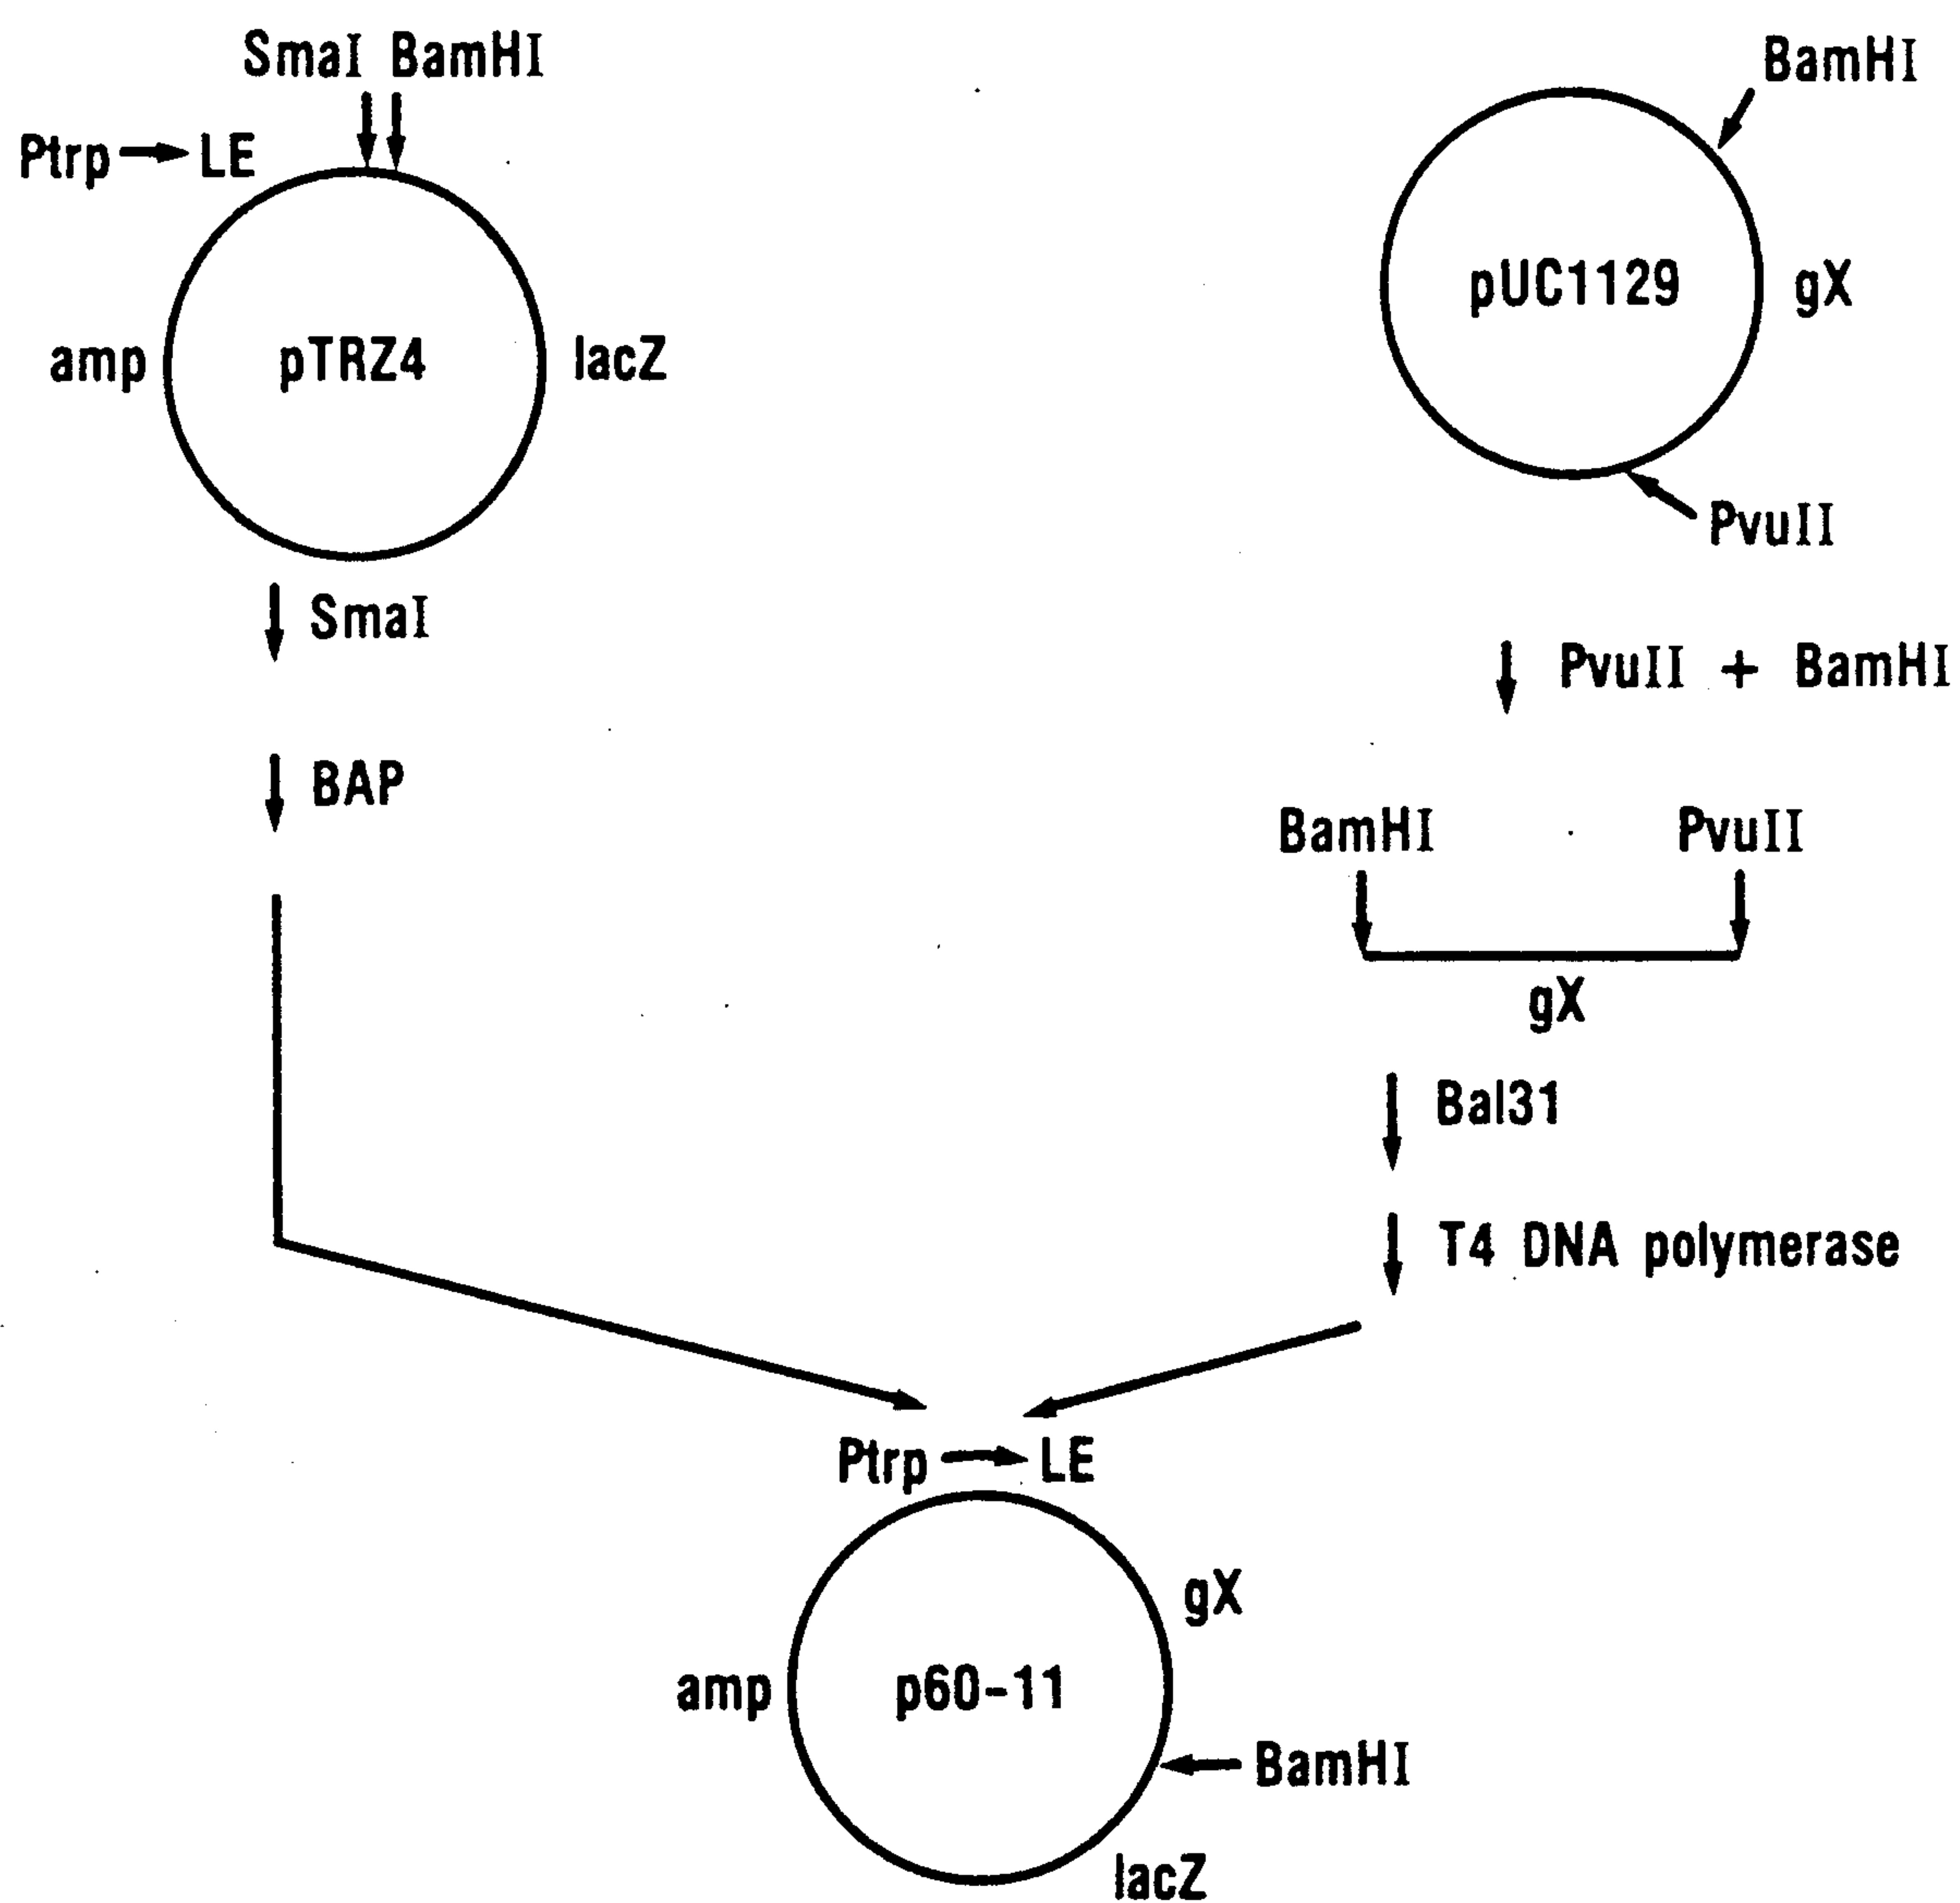 SmaI BamHI
Ptrp LE
amp
pTRZ4
lacZ
SmaI
BAP
BamHI
pUC1129
gX
PvuII
PvuII + BamHI
BamHI PvuII
gX
Bal31
T4 DNA polymerase
Ptrp LE
gX
amp
p60-11
BamHI
lacZ